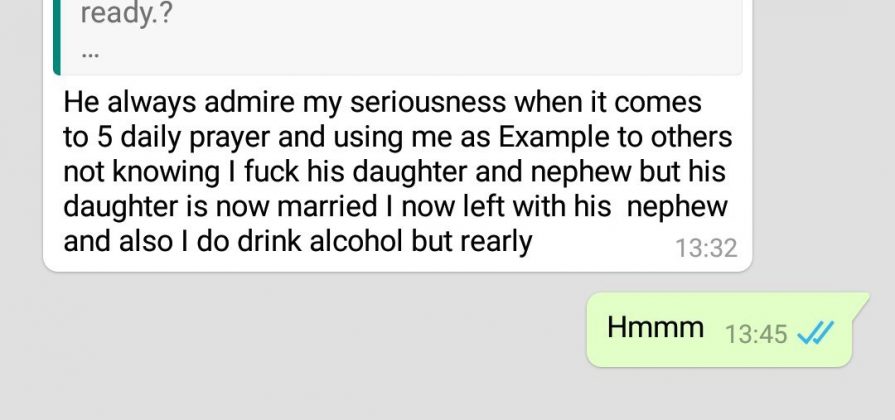 ready.?
...
He always admire my seriousness when it comes
to 5 daily prayer and using me as Example to others
not knowing I fuck his daughter and nephew but his
daughter is now married I now left with his  nephew
and also I do drink alcohol but rearly
13:32
Hmmm 13:45